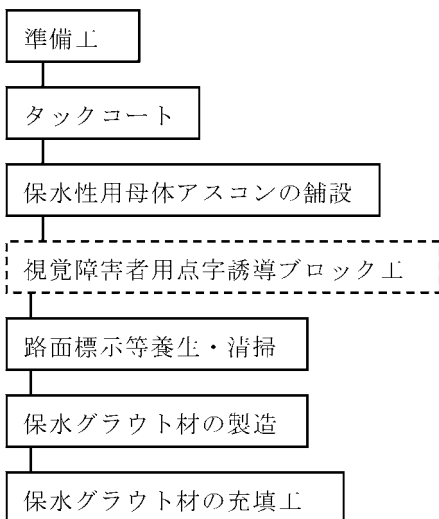 準備工
タックコート
保水性用母体アスコンの舗設
視覚障害者用点字誘導ブロック工
路面標示等養生・清掃
保水グラウト材の製造
保水グラウト材の充填工